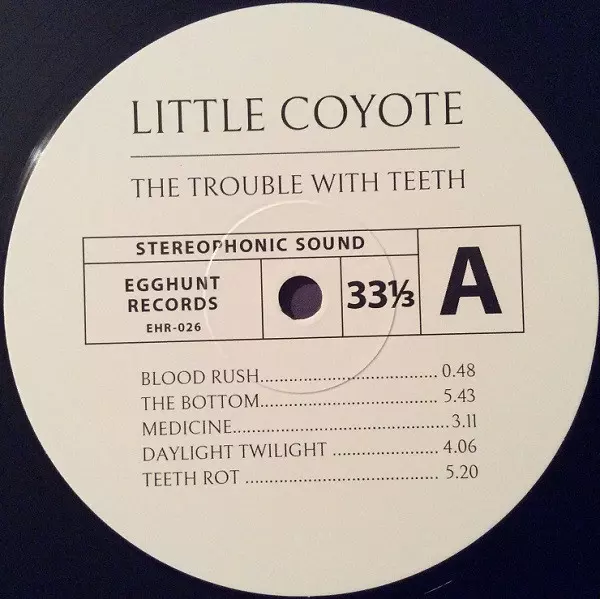 LITTLE COYOTE
THE TROUBLE WITH TEETH
STEREOPHONIC SOUND
EGGHUNT
RECORDS
EHR-026
33⅓
A
BLOOD RUSH........................................ 0.48
THE BOTTOM....................................... 5.43
MEDICINE.............................................3.11
DAYLIGHT TWILIGHT ....................... 4.06
TEETH ROT ......................................... 5.20